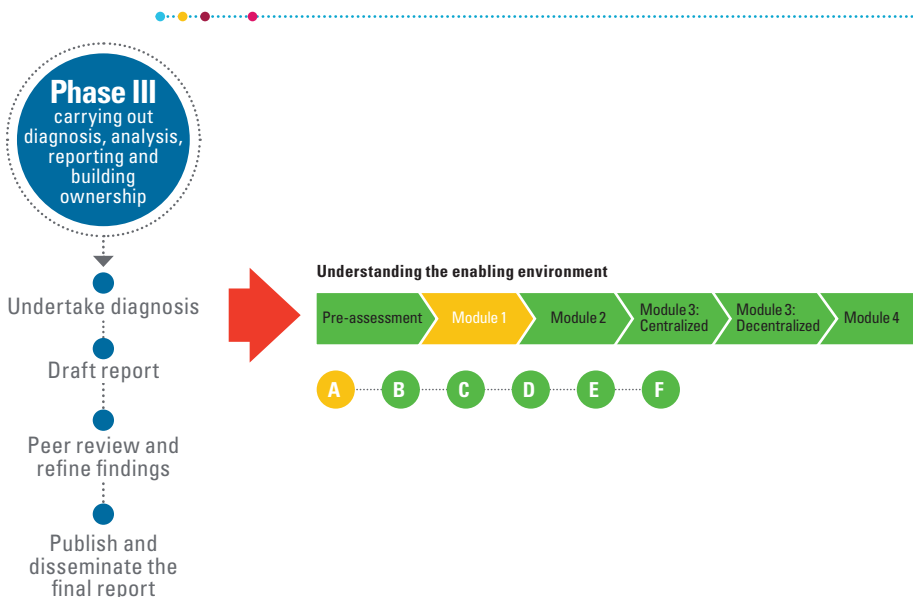 Phase III
carrying out
diagnosis, analysis,
reporting and
building
ownership
Undertake diagnosis
Draft report
Peer review and
refine findings
Publish and
disseminate the
final report
Understanding the enabling environment
Pre-assessment
Module 1
Module 2
Module 3:
Centralized
Module 3:
Decentralized
Module 4
A
B
C
D
E
F